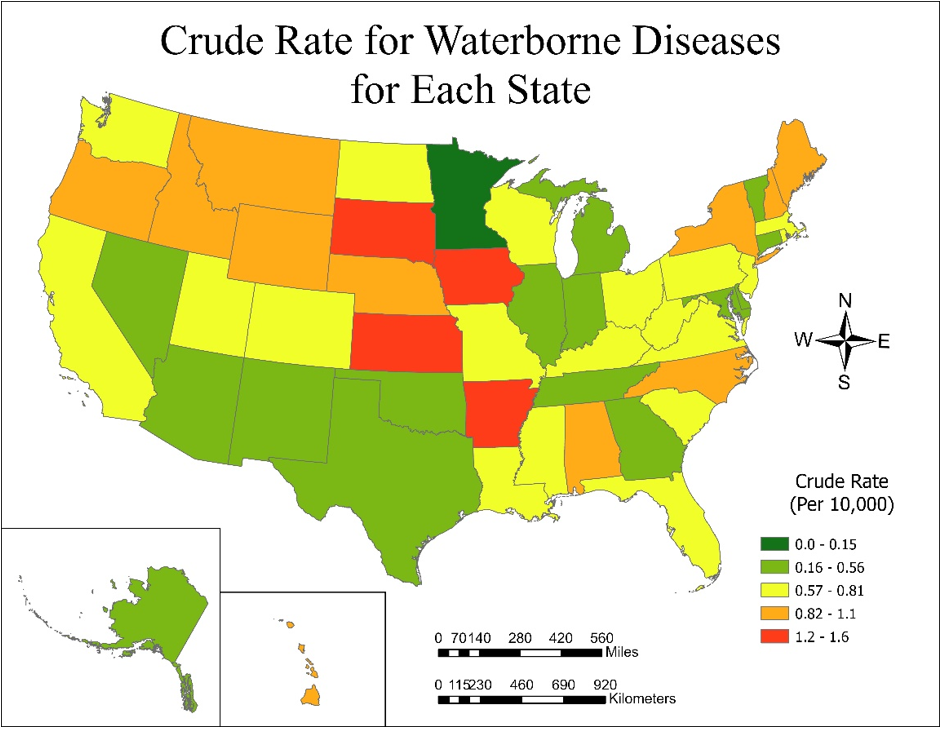 Crude Rate for Waterborne Diseases
for Each State
N
W E
S
Crude Rate
(Per 10,000)
0.0 - 0.15
0.16 - 0.56
0.57 - 0.81
0.82 - 1.1
1.2 - 1.6
0 70 140 280 420 560
Miles
0 115 230 460 690 920
Kilometers